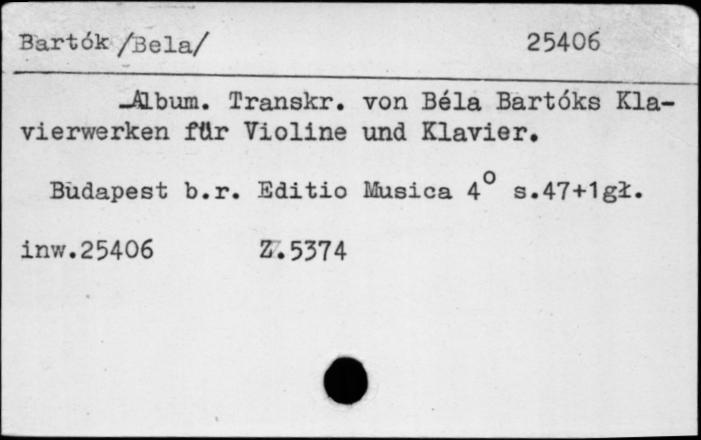 Bartók /Bela/ 25406
Album. Transkr. von Béla Bartóks Kla-
vierwerken für Violine und Klavier.
Budapest b.r. Editio Musica 4° s.47+1gł.
inw.25406 Z.5374